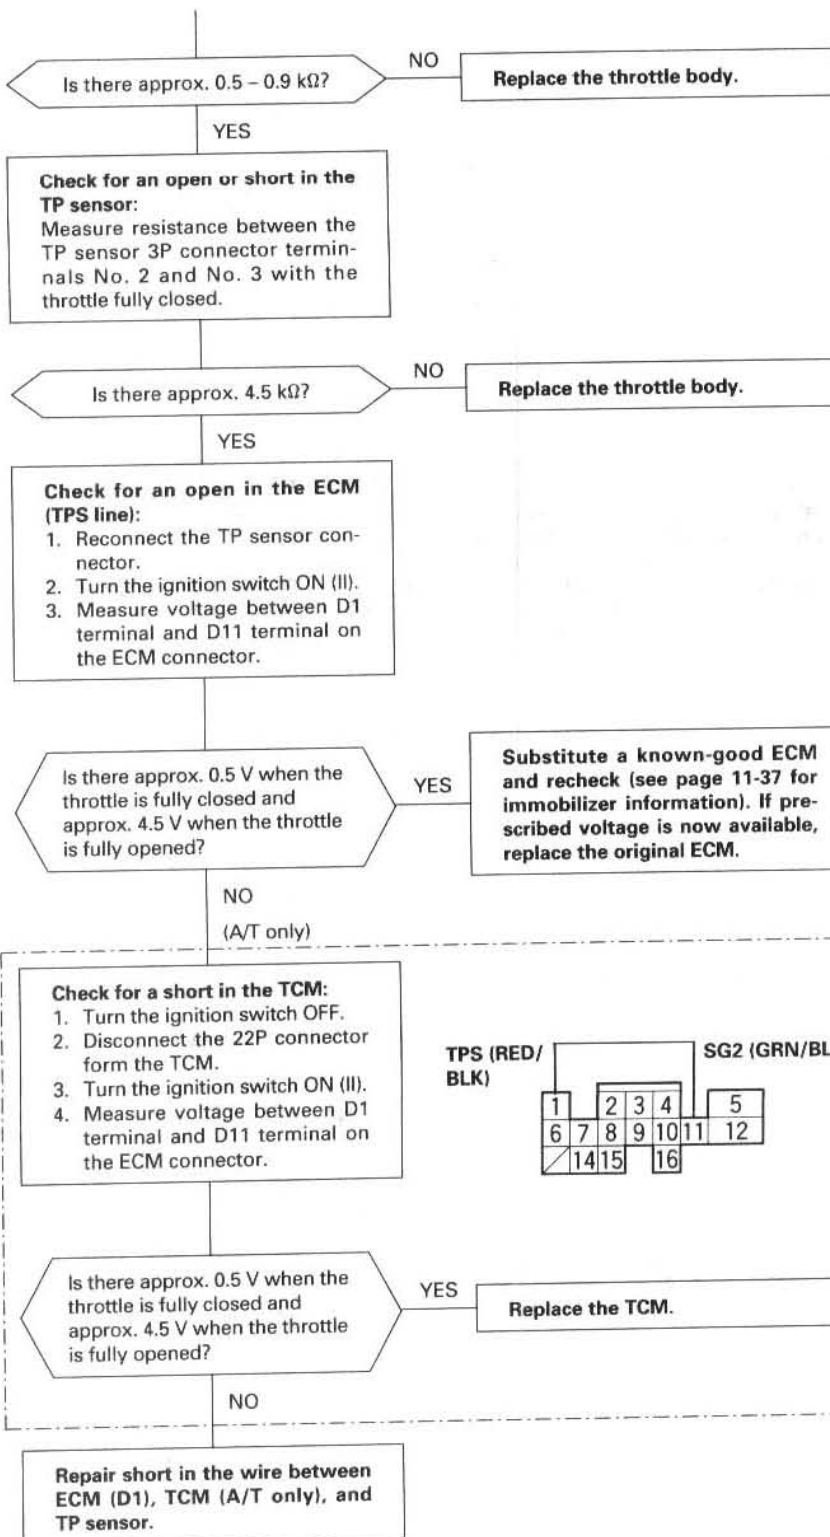 Is there approx. 0.5 – 0.9 kΩ?
NO
Replace the throttle body.
YES
Check for an open or short in the
TP sensor:
Measure resistance between the
TP sensor 3P connector termin-
nals No. 2 and No. 3 with the
throttle fully closed.
Is there approx. 4.5 kΩ?
NO
Replace the throttle body.
YES
Check for an open in the ECM
(TPS line):
1. Reconnect the TP sensor con-
nector.
2. Turn the ignition switch ON (II).
3. Measure voltage between D1
terminal and D11 terminal on
the ECM connector.
Is there approx. 0.5 V when the
throttle is fully closed and
approx. 4.5 V when the throttle
is fully opened?
YES
Substitute a known-good ECM
and recheck (see page 11-37 for
immobilizer information). If pre-
scribed voltage is now available,
replace the original ECM.
NO
(A/T only)
Check for a short in the TCM:
1. Turn the ignition switch OFF.
2. Disconnect the 22P connector
form the TCM.
3. Turn the ignition switch ON (II).
4. Measure voltage between D1
terminal and D11 terminal on
the ECM connector.
TPS (RED/
BLK)
SG2 (GRN/BL
1 2 3 4 5
6 7 8 9 10 11 12
14 15 16
Is there approx. 0.5 V when the
throttle is fully closed and
approx. 4.5 V when the throttle
is fully opened?
YES
Replace the TCM.
NO
Repair short in the wire between
ECM (D1), TCM (A/T only), and
TP sensor.